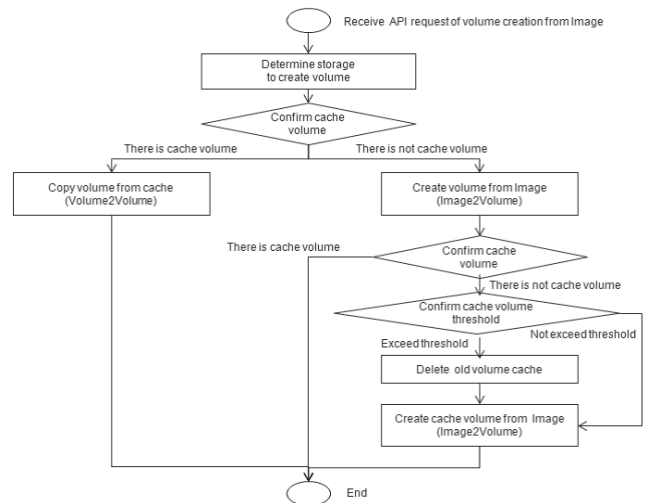 Receive API request of volume creation from Image
Determine storage
to create volume
Confirm cache
volume
There is cache volume
There is not cache volume
Copy volume from cache
(Volume2Volume)
Create volume from Image
(Image2Volume)
There is cache volume
Confirm cache
volume
There is not cache volume
Confirm cache volume
threshold
Not exceed threshold
Exceed threshold
Delete old volume cache
Create cache volume from Image
(Image2Volume)
End